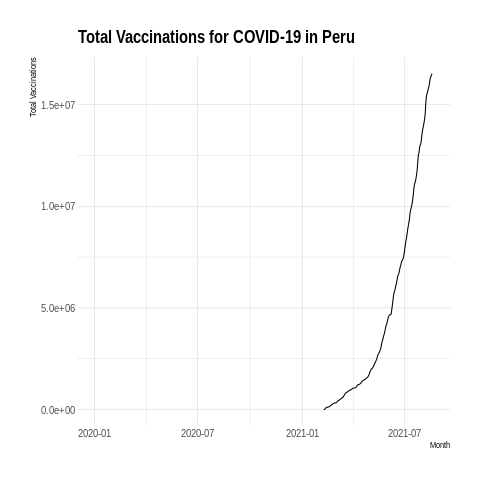 Total Vaccinations for COVID-19 in Peru
Total Vaccinations
1.5e+07
1.0e+07
5.0e+06
0.0e+00
2020-01 2020-07 2021-01 2021-07
Month